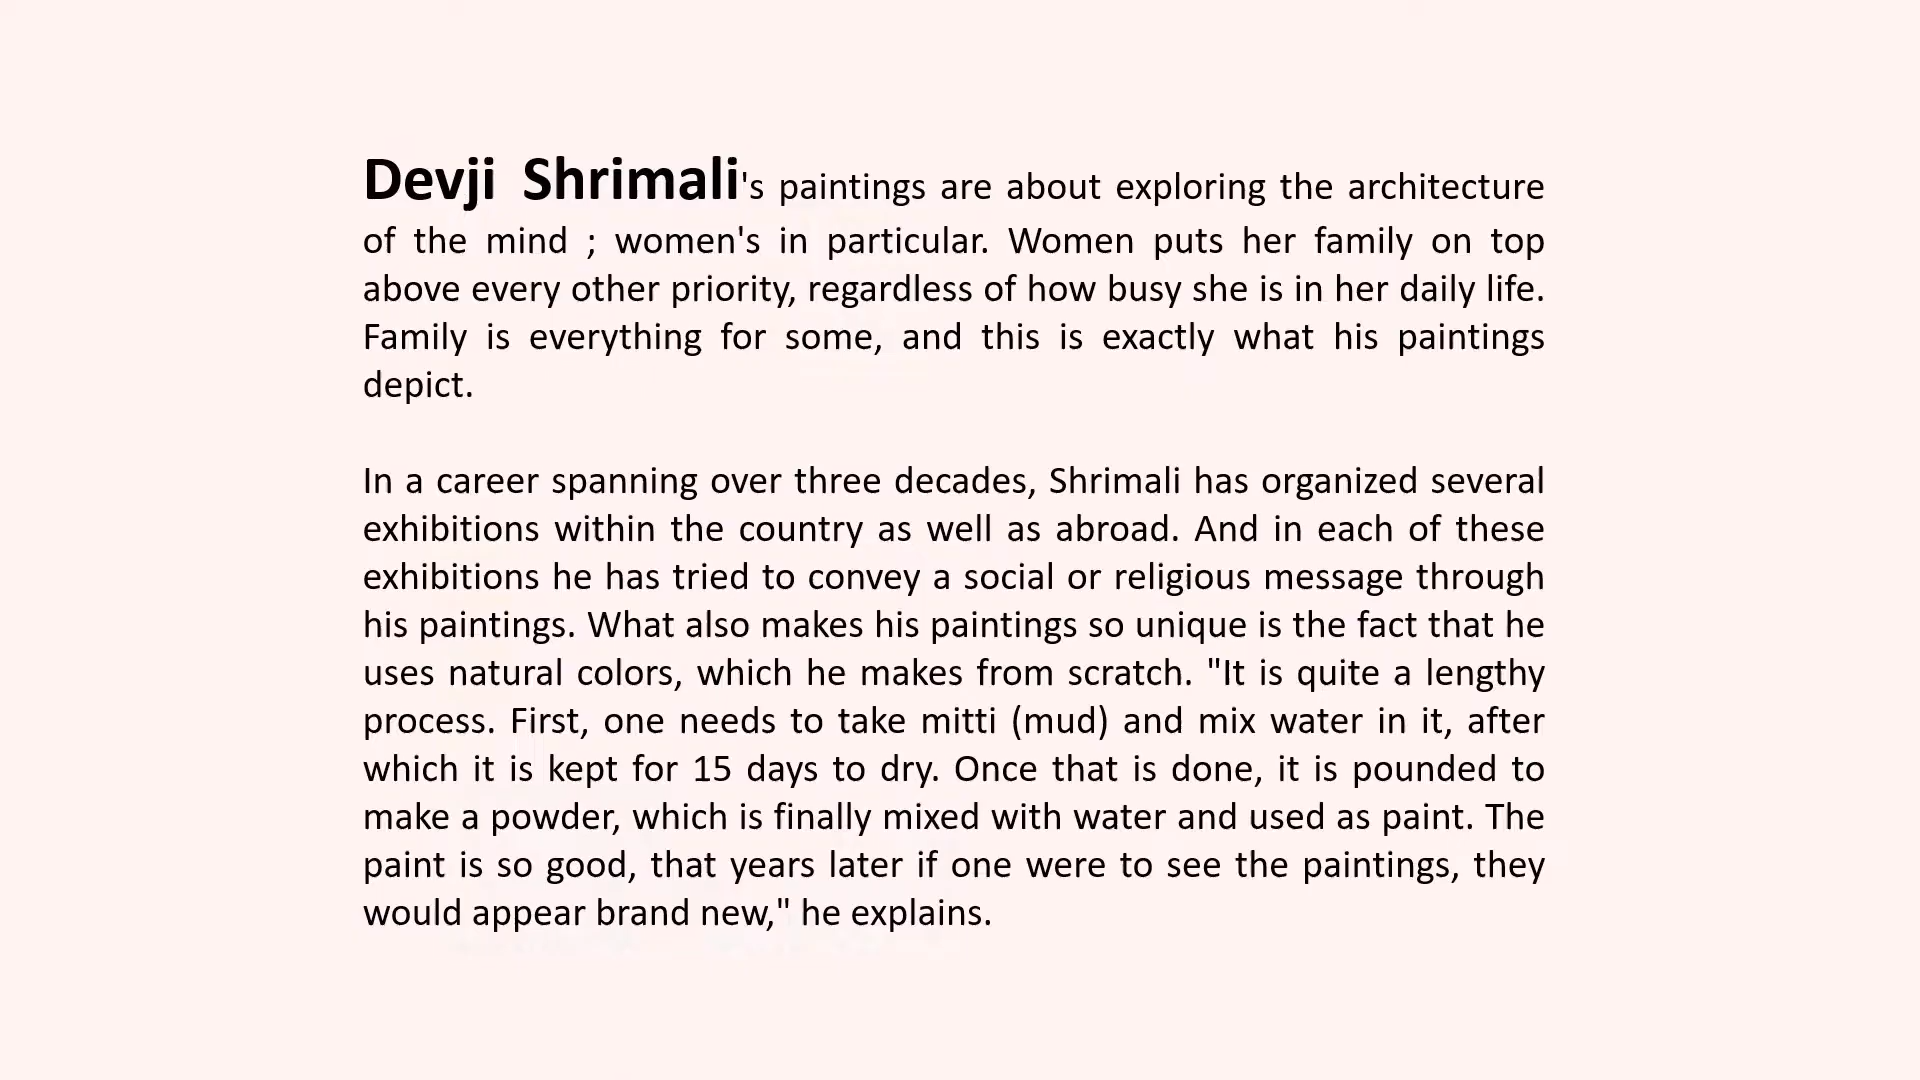 Devji Shrimali's paintings are about exploring the architecture
of the mind ; women's in particular. Women puts her family on top
above every other priority, regardless of how busy she is in her daily life.
Family is everything for some, and this is exactly what his paintings
depict.
In a career spanning over three decades, Shrimali has organized several
exhibitions within the country as well as abroad. And in each of these
exhibitions he has tried to convey a social or religious message through
his paintings. What also makes his paintings so unique is the fact that he
uses natural colors, which he makes from scratch. "It is quite a lengthy
process. First, one needs to take mitti (mud) and mix water in it, after
which it is kept for 15 days to dry. Once that is done, it is pounded to
make a powder, which is finally mixed with water and used as paint. The
paint is so good, that years later if one were to see the paintings, they
would appear brand new," he explains.